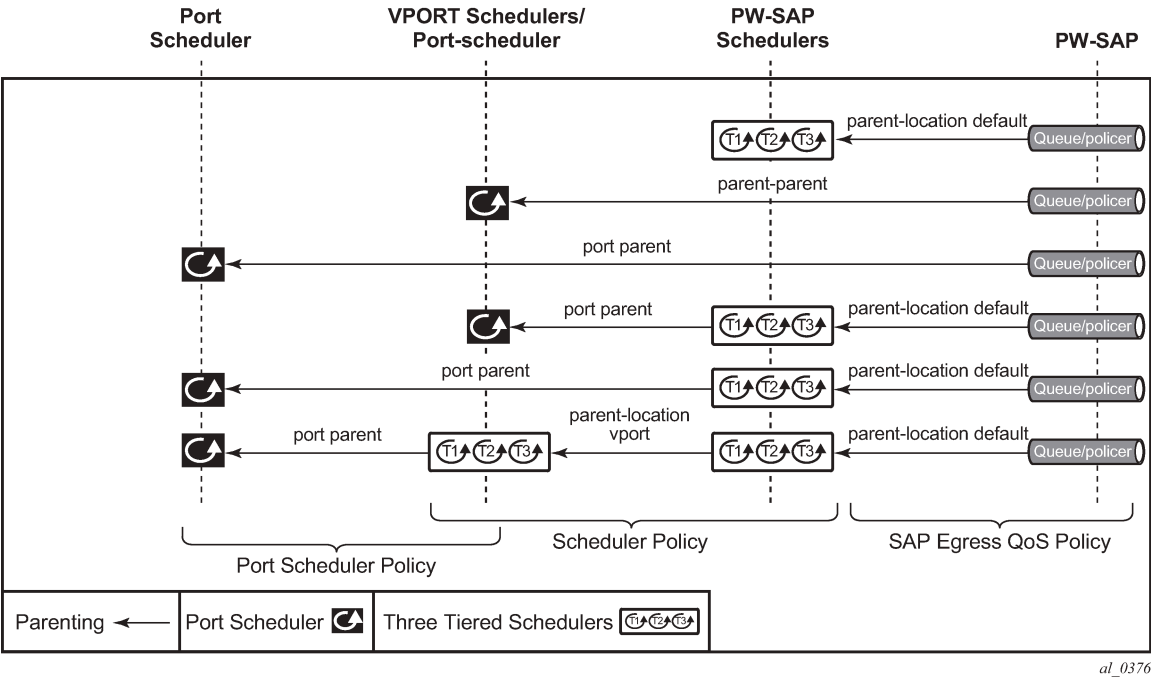 Port
Scheduler
VPORT Schedulers/
Port-scheduler
PW-SAP
Schedulers
PW-SAP
parent-location default
T1 T2 T3
Queue/policer
parent-parent
Queue/policer
port parent
Queue/policer
port parent
T1 T2 T3
parent-location default
Queue/policer
port parent
T1 T2 T3
parent-location default
Queue/policer
port parent
T1 T2 T3
parent-location
vport
T1 T2 T3
parent-location default
Queue/policer
Port Scheduler Policy
Scheduler Policy
SAP Egress QoS Policy
Parenting
Port Scheduler
Three Tiered Schedulers
T1 T2 T3
al_0376